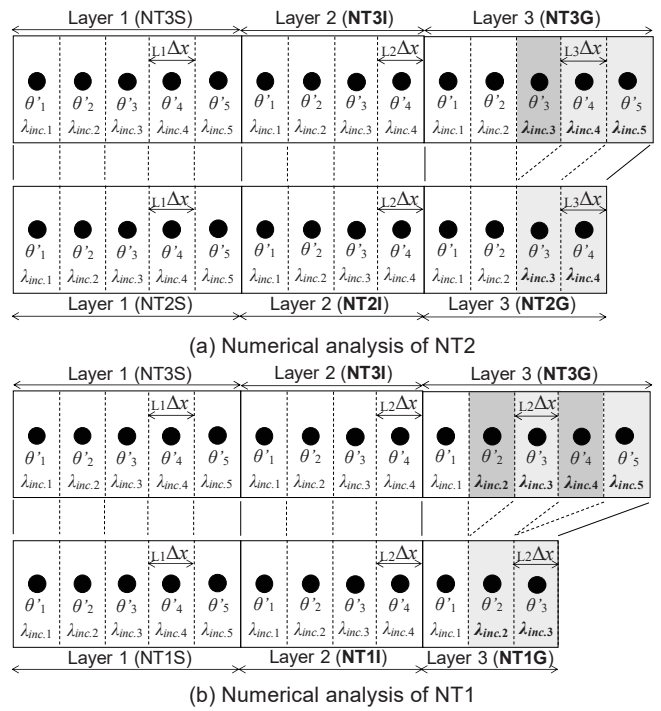 Layer 1 (NT3S) Layer 2 (NT3I) Layer 3 (NT3G)
L1Δx L2Δx L3Δx
θ'1 θ'2 θ'3 θ'4 θ'5 θ'1 θ'2 θ'3 θ'4 θ'1 θ'2 θ'3 θ'4 θ'5
λinc.1 λinc.2 λinc.3 λinc.4 λinc.5 λinc.1 λinc.2 λinc.3 λinc.4 λinc.1 λinc.2 λinc.3 λinc.4 λinc.5
L1Δx L2Δx L3Δx
θ'1 θ'2 θ'3 θ'4 θ'5 θ'1 θ'2 θ'3 θ'4 θ'1 θ'2 θ'3 θ'4
λinc.1 λinc.2 λinc.3 λinc.4 λinc.5 λinc.1 λinc.2 λinc.3 λinc.4 λinc.1 λinc.2 λinc.3 λinc.4
Layer 1 (NT2S) Layer 2 (NT2I) Layer 3 (NT2G)
(a) Numerical analysis of NT2
Layer 1 (NT3S) Layer 2 (NT3I) Layer 3 (NT3G)
L1Δx L2Δx L2Δx
θ'1 θ'2 θ'3 θ'4 θ'5 θ'1 θ'2 θ'3 θ'4 θ'1 θ'2 θ'3 θ'4 θ'5
λinc.1 λinc.2 λinc.3 λinc.4 λinc.5 λinc.1 λinc.2 λinc.3 λinc.4 λinc.1 λinc.2 λinc.3 λinc.4 λinc.5
L1Δx L2Δx L2Δx
θ'1 θ'2 θ'3 θ'4 θ'5 θ'1 θ'2 θ'3 θ'4 θ'1 θ'2 θ'3
λinc.1 λinc.2 λinc.3 λinc.4 λinc.5 λinc.1 λinc.2 λinc.3 λinc.4 λinc.1 λinc.2 λinc.3
Layer 1 (NT1S) Layer 2 (NT1I) Layer 3 (NT1G)
(b) Numerical analysis of NT1